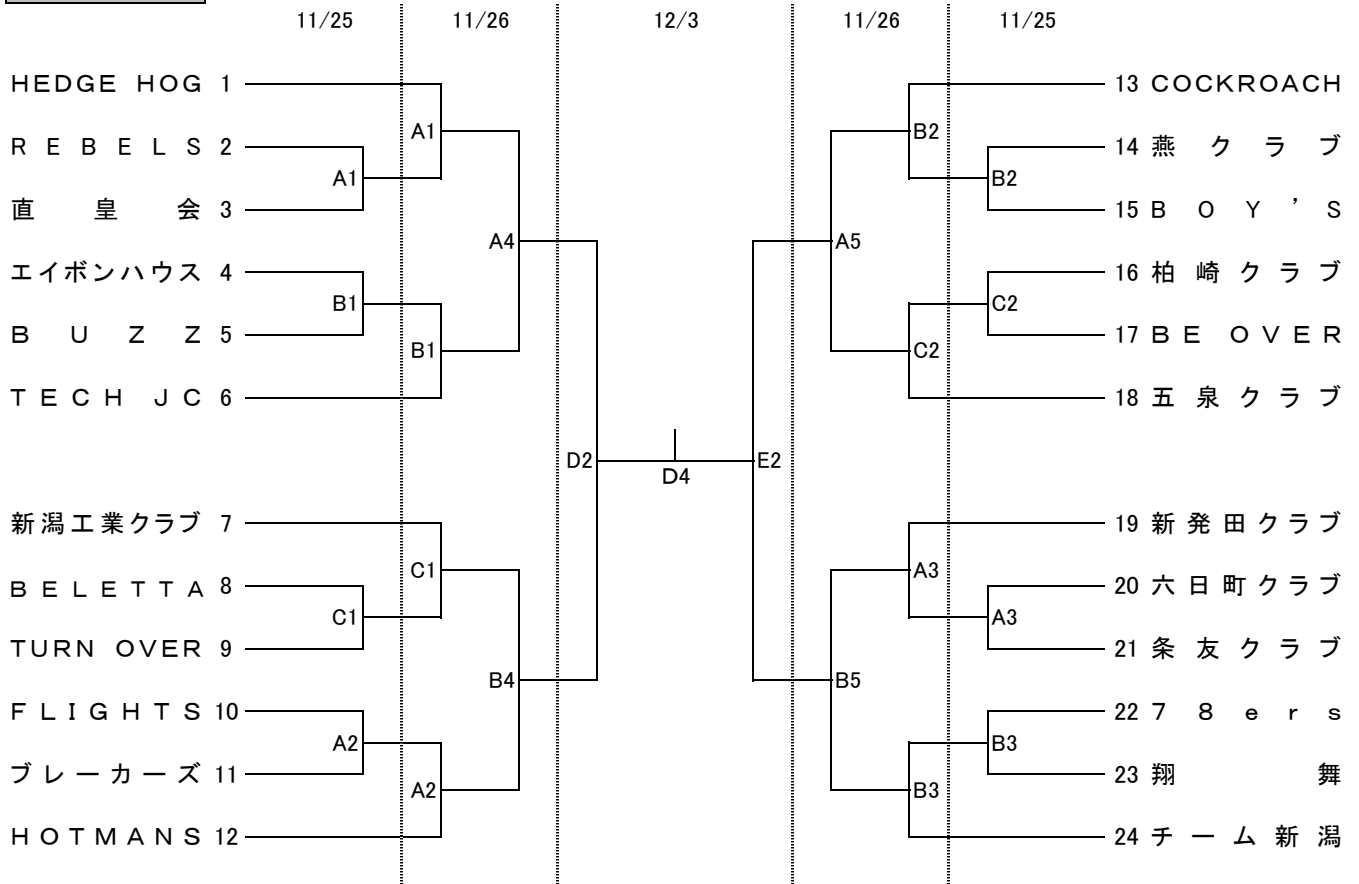 11/25 11/26 12/3 11/26 11/25
HEDGE HOG 1 13 COCKROACH
A1 B2
REBELS 2 14 燕クラブ
A1 B2
直皇会 3 15 BOY'S
A4 A5
エイボンハウス 4 16 柏崎クラブ
B1 C2
BUZZ 5 17 BE OVER
B1 C2
TECH JC 6 18 五泉クラブ
D2 E2
D4
新潟工業クラブ 7 19 新発田クラブ
C1 A3
BELETTA 8 20 六日町クラブ
C1 A3
TURN OVER 9 21 条友クラブ
B4 B5
FLIGHTS 10 22 78ers
A2 B3
ブレーカーズ 11 23 翔舞
A2 B3
HOTMANS 12 24 チーム新潟